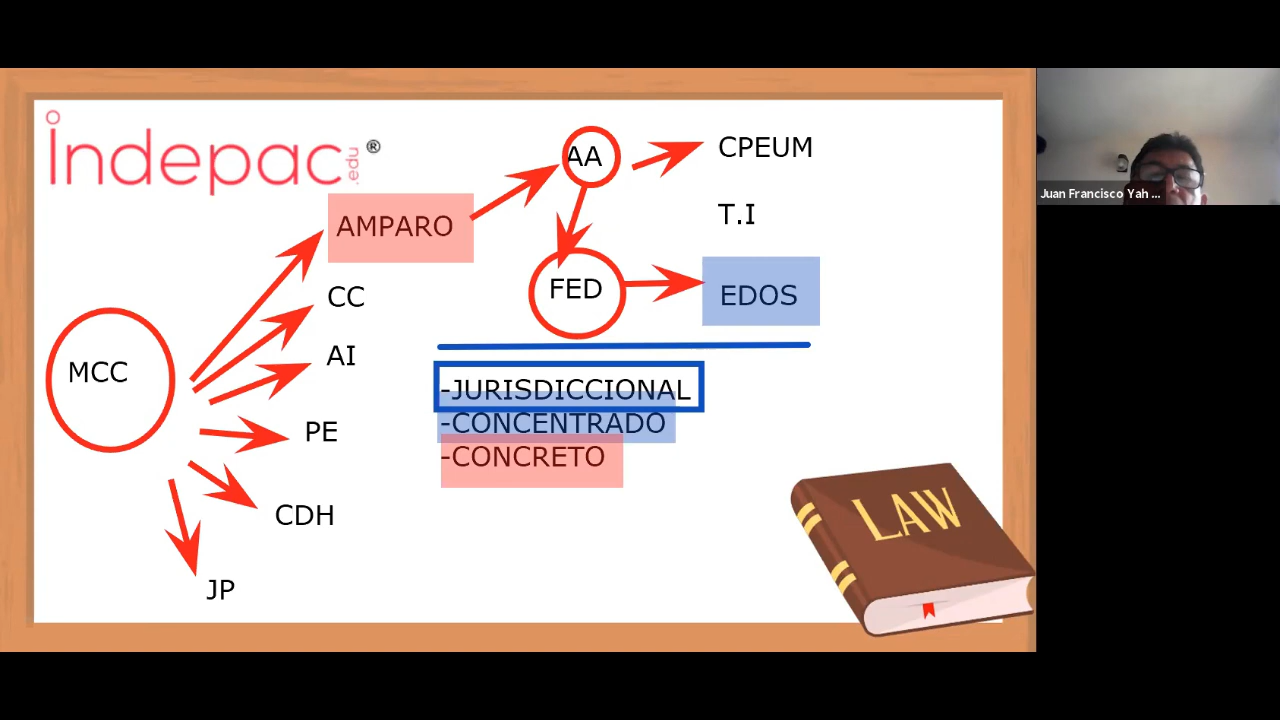 Indepac.edu®
AA
CPEUM
Juan Francisco Yah ...
AMPARO
T.I
CC
FED
EDOS
AI
MCC
-JURISDICCIONAL
-CONCENTRADO
-CONCRETO
PE
CDH
JP
LAW